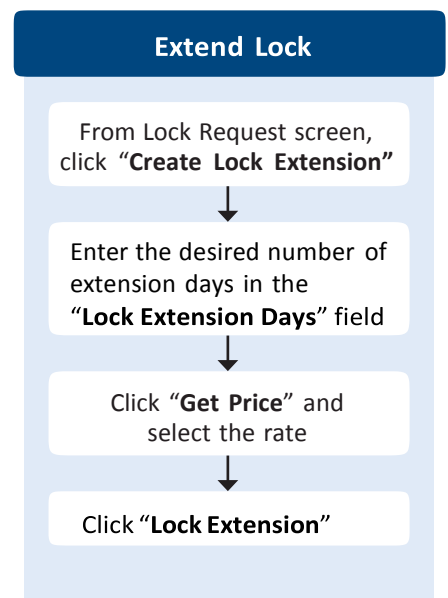 Extend Lock
From Lock Request screen,
click “Create Lock Extension”
Enter the desired number of
extension days in the
“Lock Extension Days” field
Click “Get Price” and
select the rate
Click “Lock Extension”